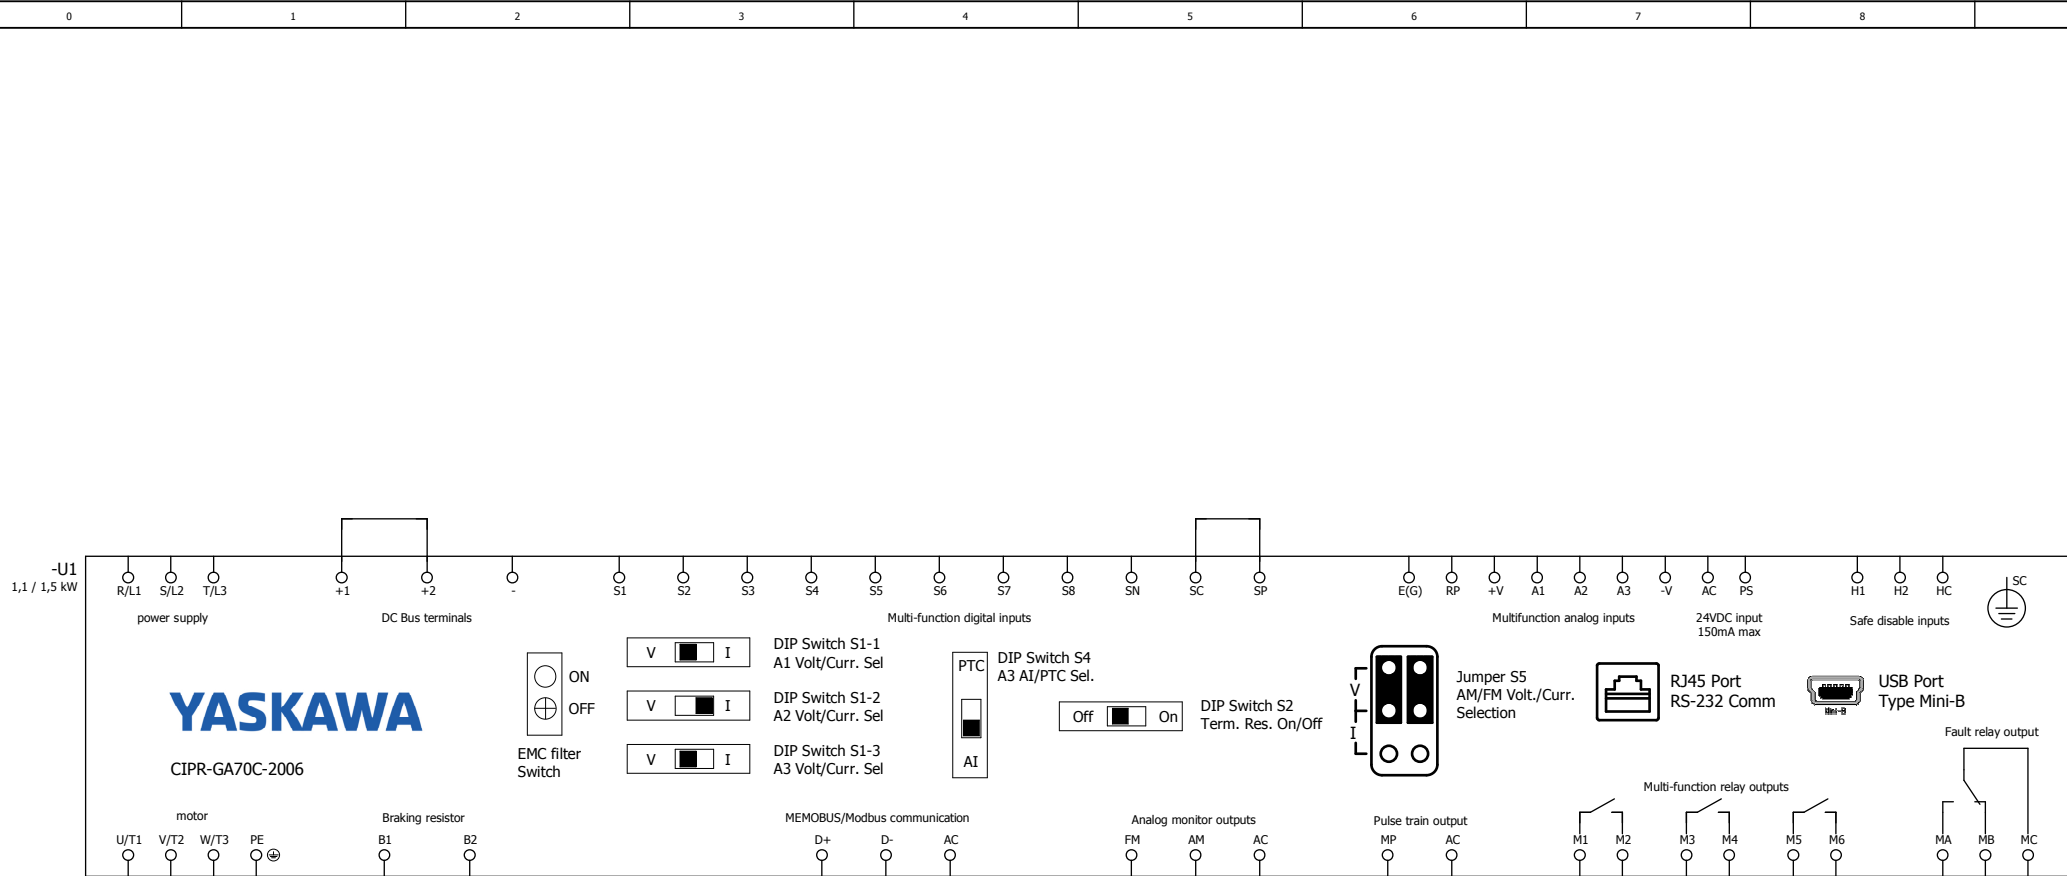 0 1 2 3 4 5 6 7 8
-U1
1,1 / 1,5 kW
R/L1 S/L2 T/L3 +1 +2 - S1 S2 S3 S4 S5 S6 S7 S8 SN SC SP E(G) RP +V A1 A2 A3 -V AC PS H1 H2 HC SC
power supply
DC Bus terminals
Multi-function digital inputs
Multifunction analog inputs
24VDC input
150mA max
Safe disable inputs
YASKAWA
CIPR-GA70C-2006
ON
OFF
EMC filter
Switch
V I
DIP Switch S1-1
A1 Volt/Curr. Sel
V I
DIP Switch S1-2
A2 Volt/Curr. Sel
V I
DIP Switch S1-3
A3 Volt/Curr. Sel
PTC
AI
DIP Switch S4
A3 AI/PTC Sel.
Off On
DIP Switch S2
Term. Res. On/Off
V
I
Jumper S5
AM/FM Volt./Curr.
Selection
RJ45 Port
RS-232 Comm
Mini-B
USB Port
Type Mini-B
Fault relay output
Multi-function relay outputs
motor
Braking resistor
MEMOBUS/Modbus communication
Analog monitor outputs
Pulse train output
U/T1 V/T2 W/T3 PE B1 B2 D+ D- AC FM AM AC MP AC M1 M2 M3 M4 M5 M6 MA MB MC